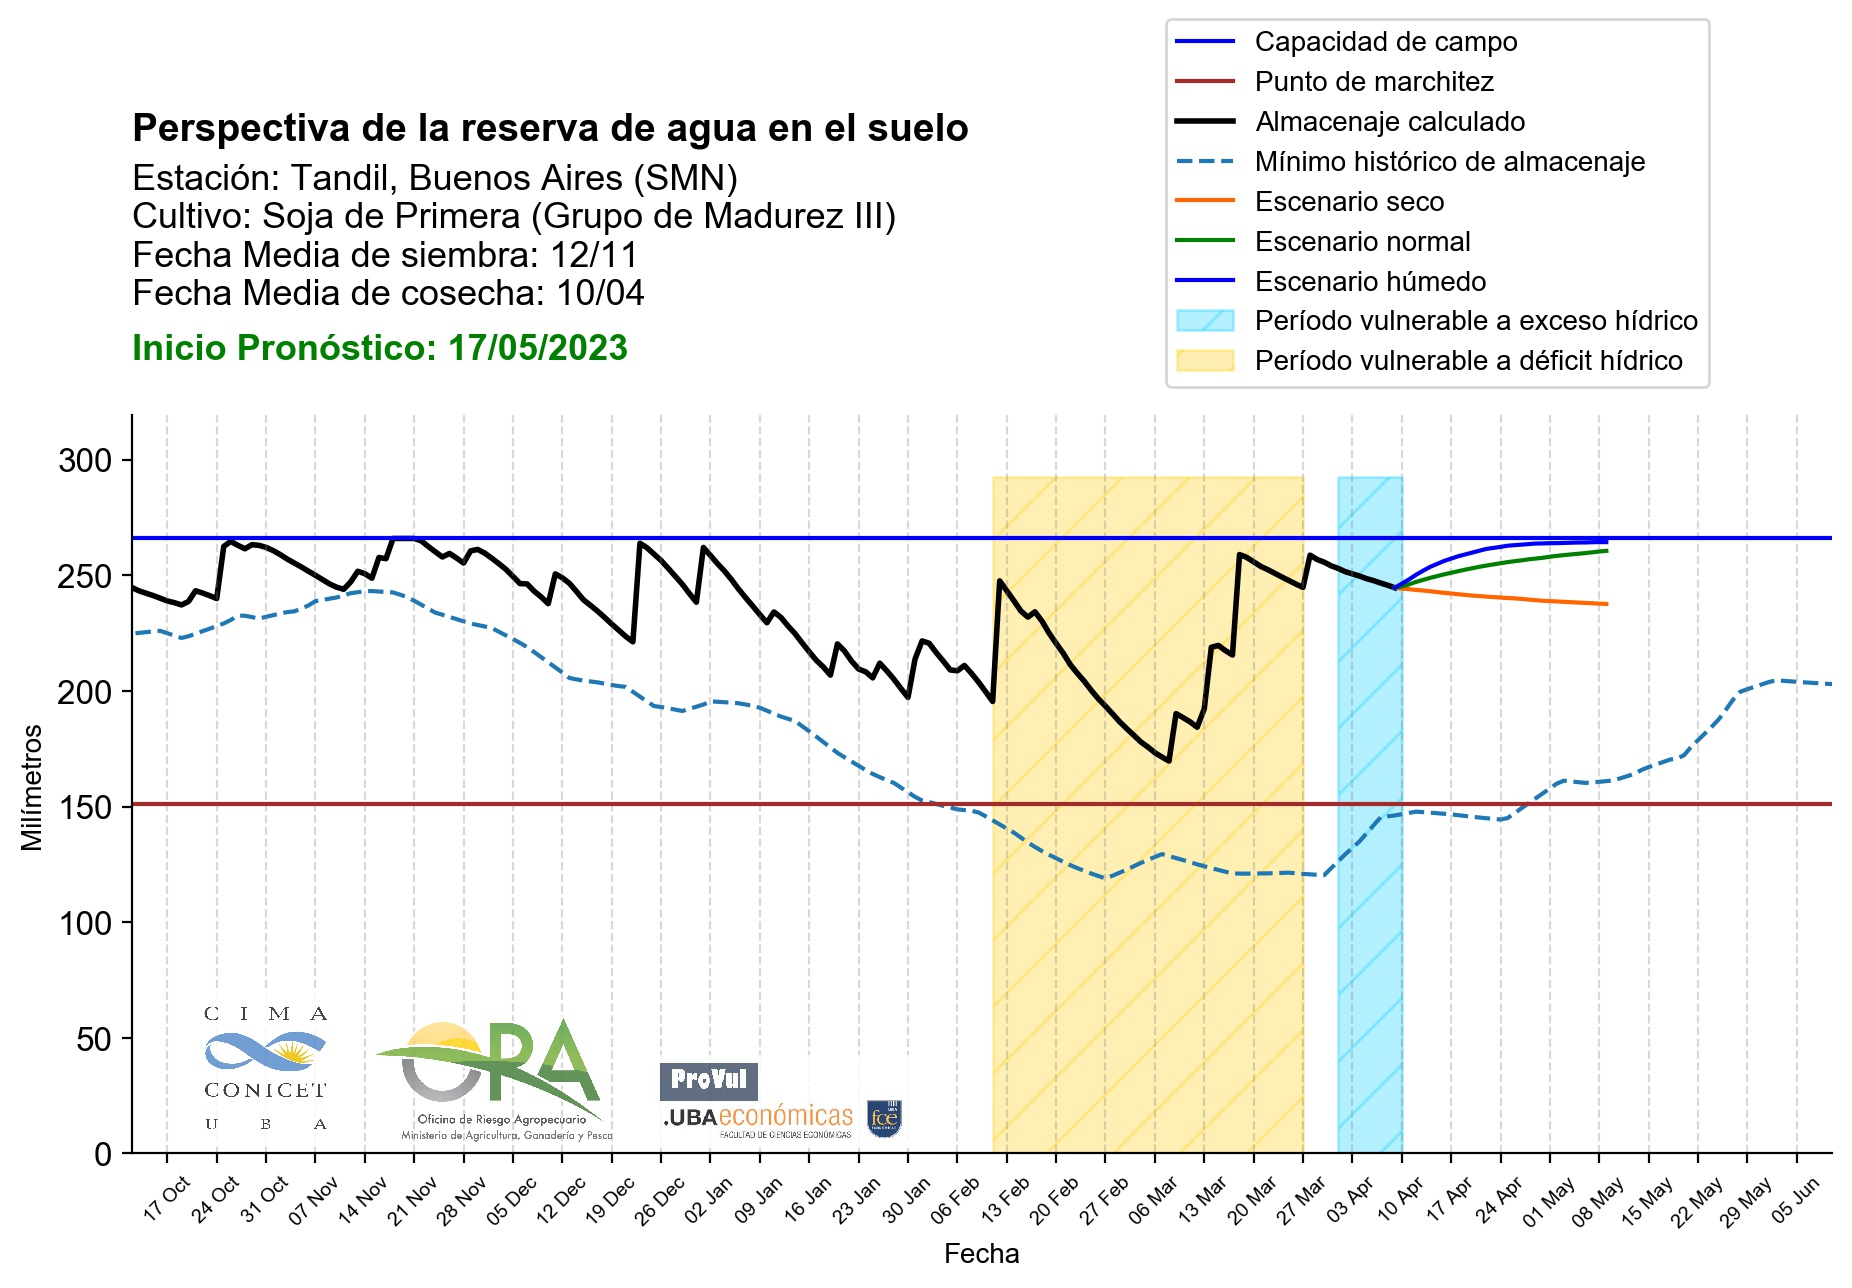 Capacidad de campo
Punto de marchitez
Almacenaje calculado
Mínimo histórico de almacenaje
Escenario seco
Escenario normal
Escenario húmedo
Período vulnerable a exceso hídrico
Período vulnerable a déficit hídrico
Perspectiva de la reserva de agua en el suelo
Estación: Tandil, Buenos Aires (SMN)
Cultivo: Soja de Primera (Grupo de Madurez III)
Fecha Media de siembra: 12/11
Fecha Media de cosecha: 10/04
Inicio Pronóstico: 17/05/2023
300
250
200
150
100
50
0
Milímetros
C I M A
CONICET
U B A
ORA
Oficina de Riesgo Agropecuario
Ministerio de Agricultura, Ganadería y Pesca
ProVul
.UBAeconómicas
FACULTAD DE CIENCIAS ECONÓMICAS
fce
17 Oct
24 Oct
31 Oct
07 Nov
14 Nov
21 Nov
28 Nov
05 Dec
12 Dec
19 Dec
26 Dec
02 Jan
09 Jan
16 Jan
23 Jan
30 Jan
06 Feb
13 Feb
20 Feb
27 Feb
06 Mar
13 Mar
20 Mar
27 Mar
03 Apr
10 Apr
17 Apr
24 Apr
01 May
08 May
15 May
22 May
29 May
05 Jun
Fecha